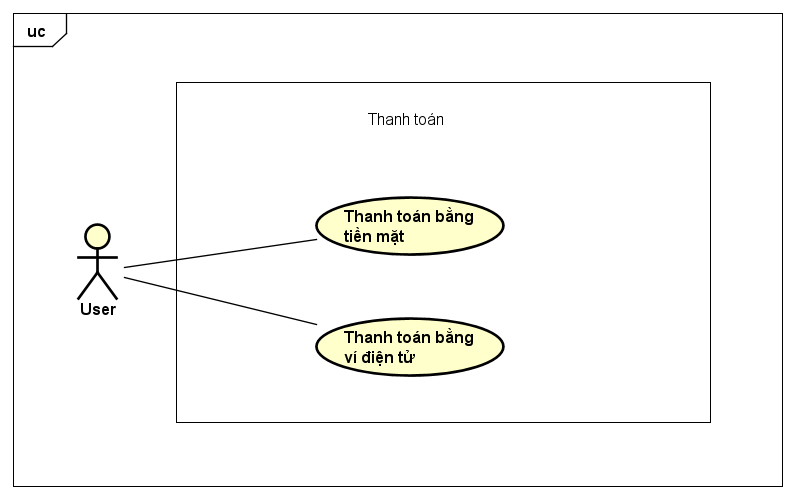 uc
Thanh toán
Thanh toán bằng
tiền mặt
User
Thanh toán bằng
ví điện tử